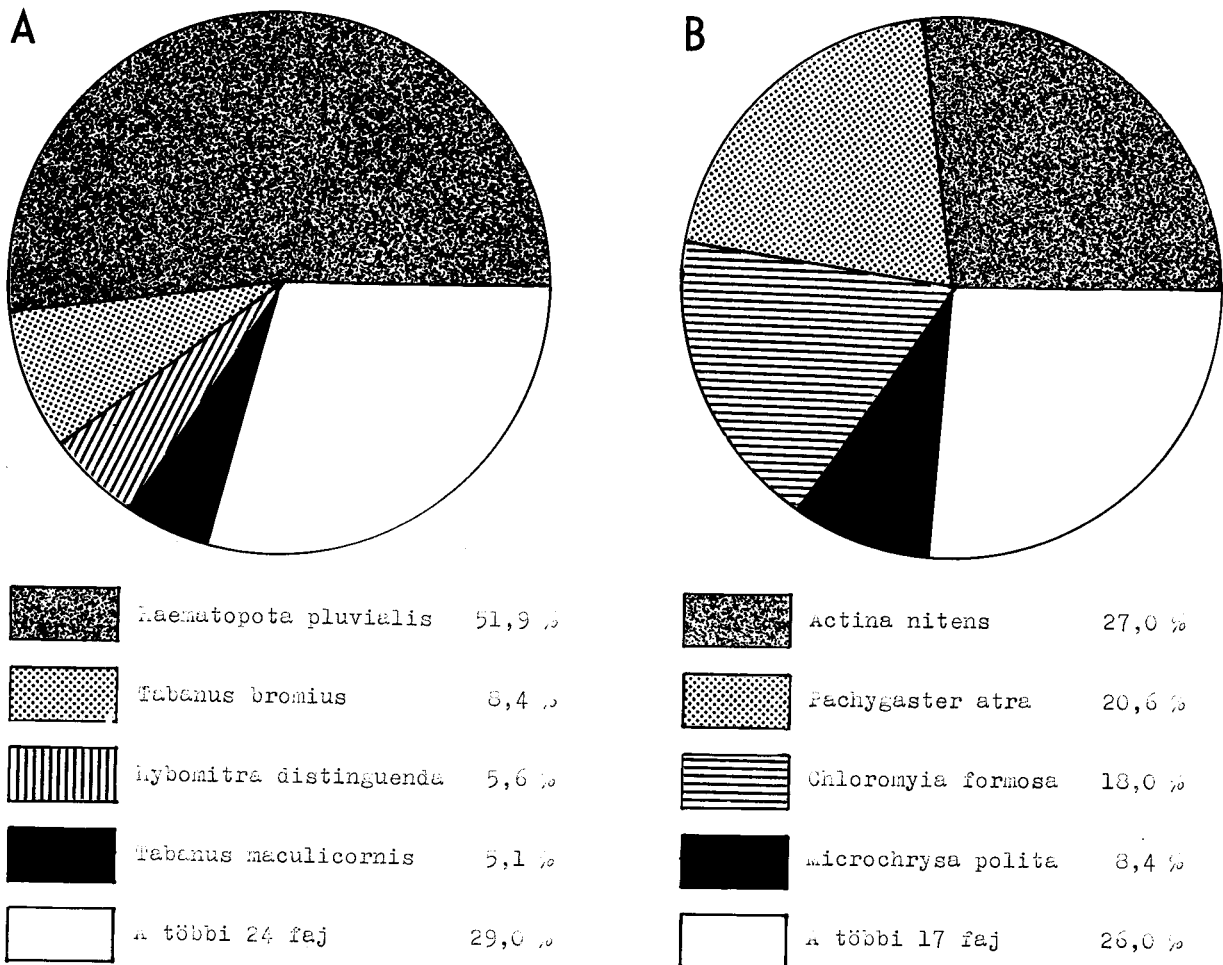 A
B
Haematopota pluvialis 51,9 %
Tabanus bromius 8,4 %
Hybomitra distinguenda 5,6 %
Tabanus maculicornis 5,1 %
A többi 24 faj 29,0 %
Actina nitens 27,0 %
Pachygaster atra 20,6 %
Chloromyia formosa 18,0 %
Microchrysa polita 8,4 %
A többi 17 faj 26,0 %